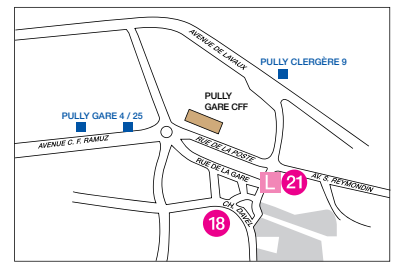 AVENUE DE LAVAUX
PULLY CLERGÈRE 9
PULLY
GARE CFF
PULLY GARE 4 / 25
AVENUE C. F. RAMUZ
RUE DE LA POSTE
RUE DE LA GARE
L 21
AV. S. REYMONDIN
CH. DAVEL
18